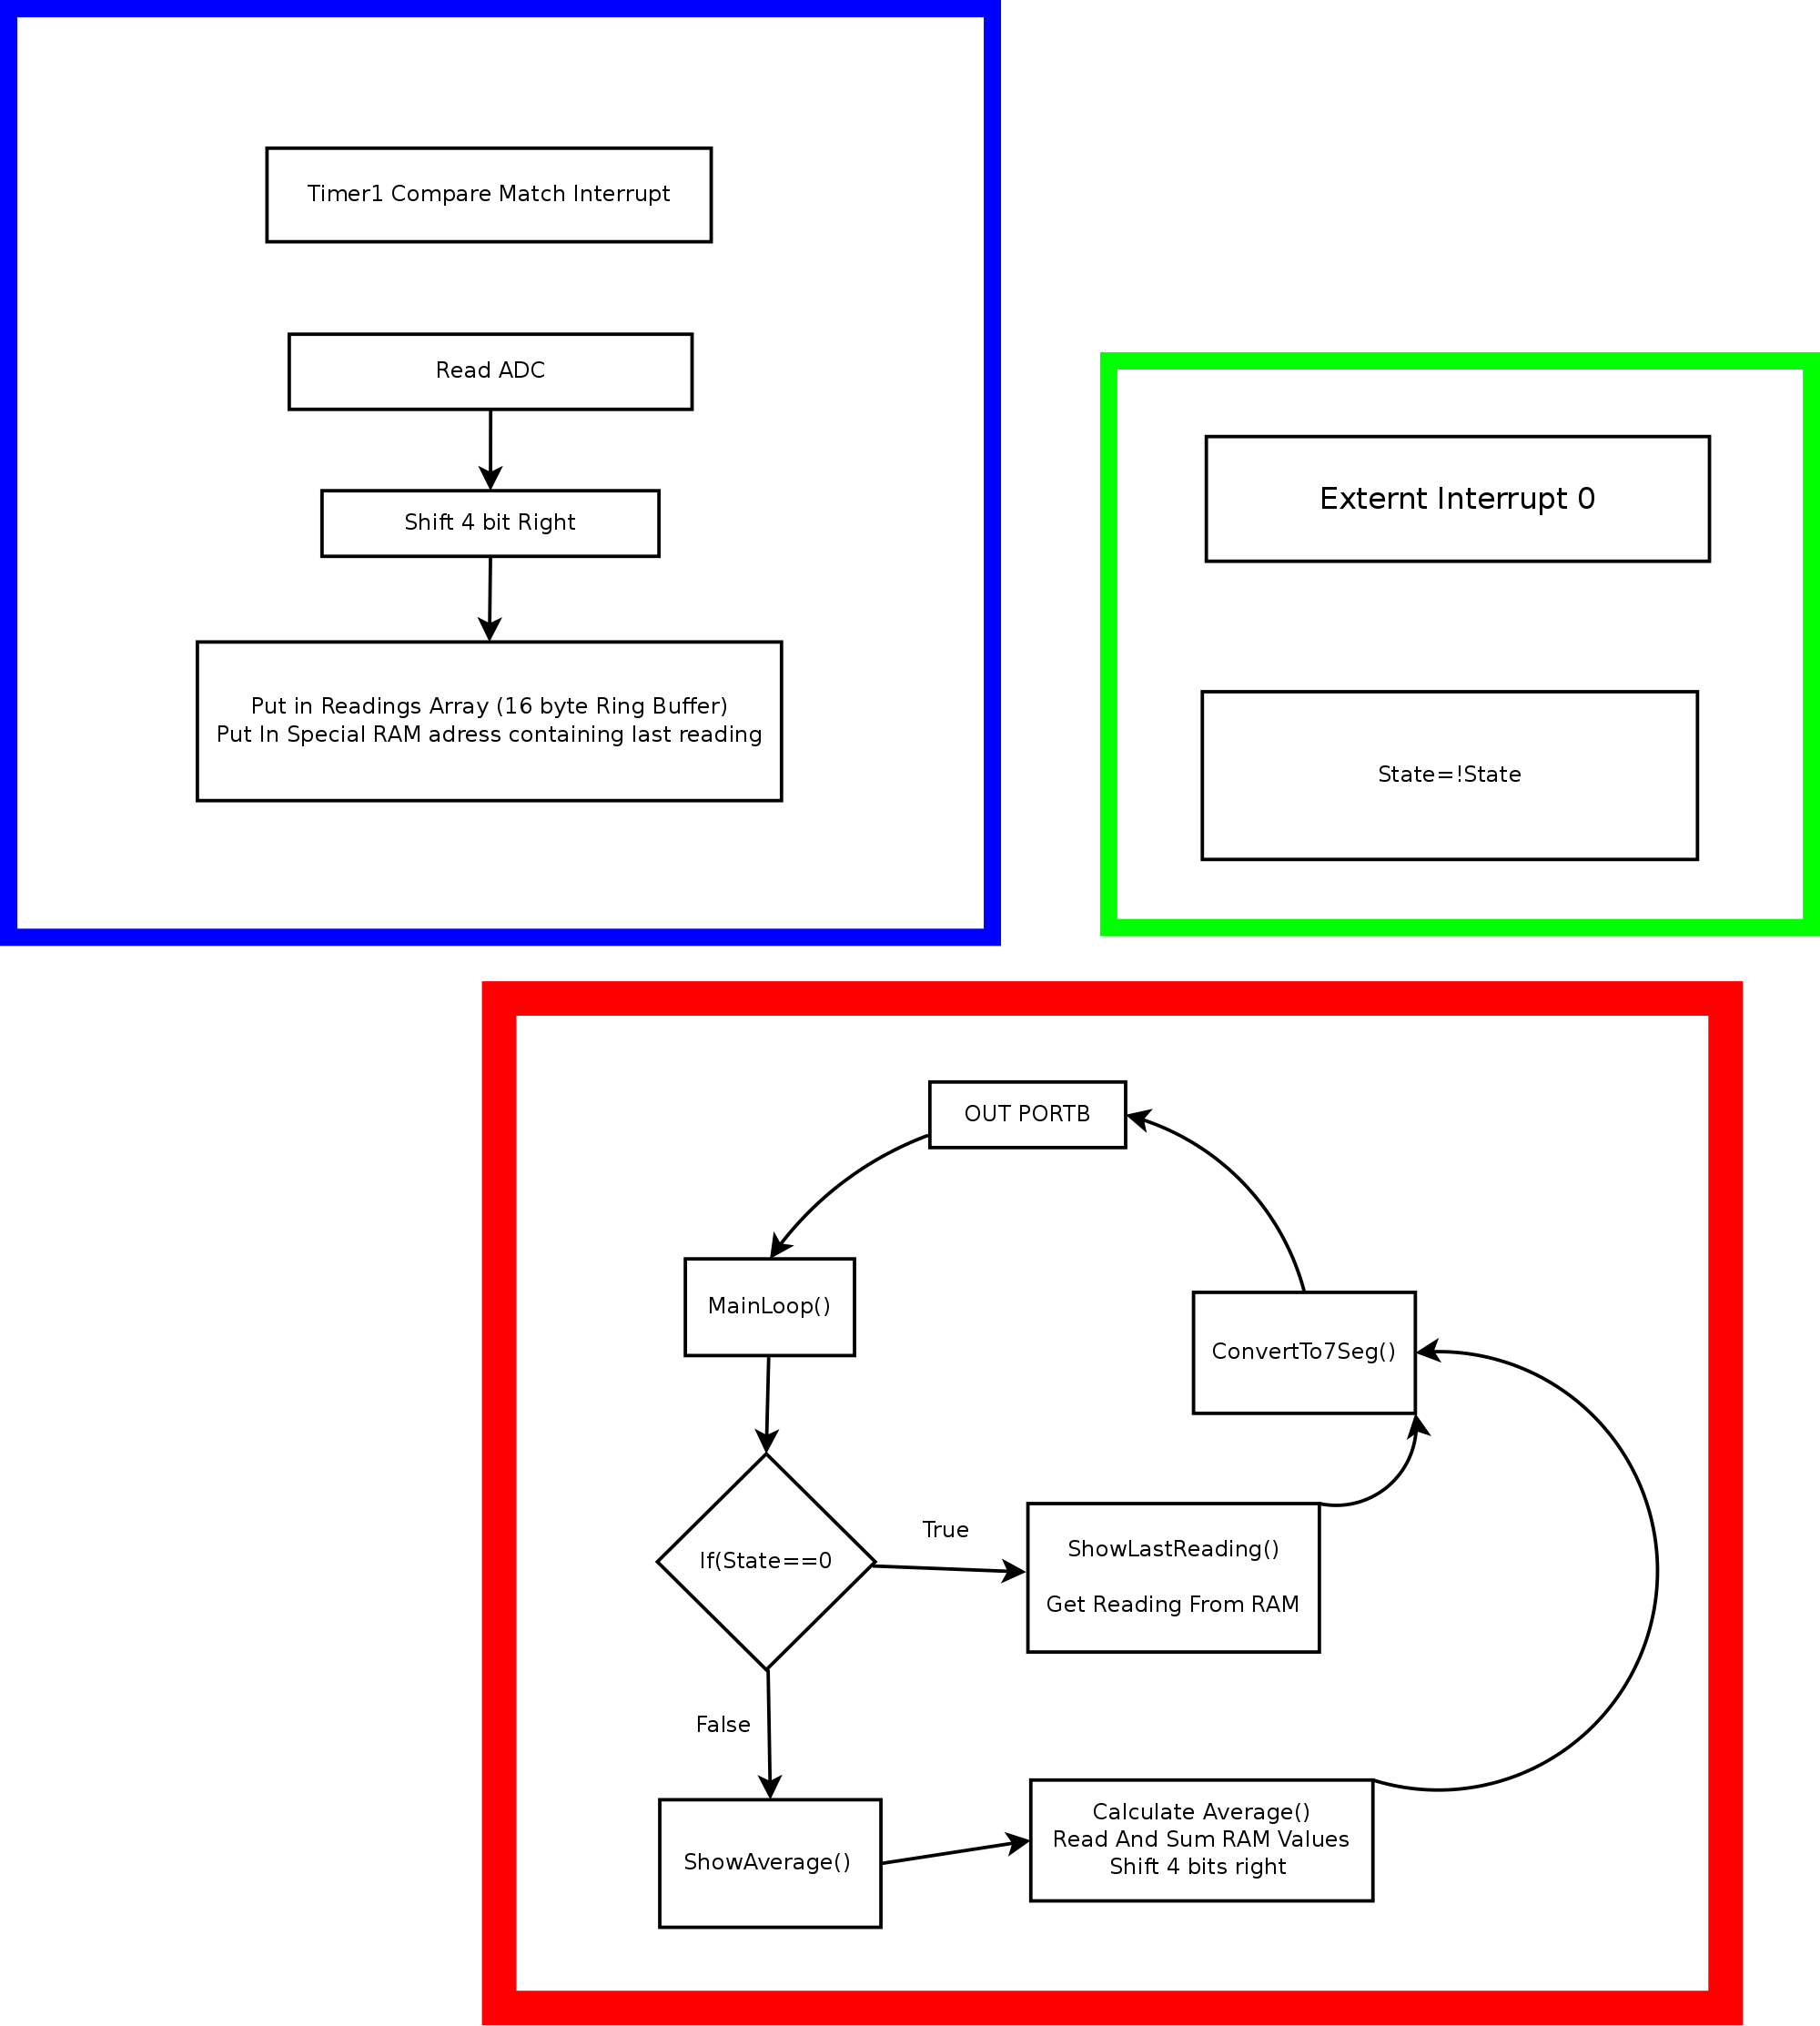 Timer1 Compare Match Interrupt
Read ADC
Shift 4 bit Right
Put in Readings Array (16 byte Ring Buffer)
Put In Special RAM adress containing last reading
Externt Interrupt 0
State=!State
OUT PORTB
MainLoop()
ConvertTo7Seg()
If(State==0
True
ShowLastReading()
Get Reading From RAM
False
ShowAverage()
Calculate Average()
Read And Sum RAM Values
Shift 4 bits right